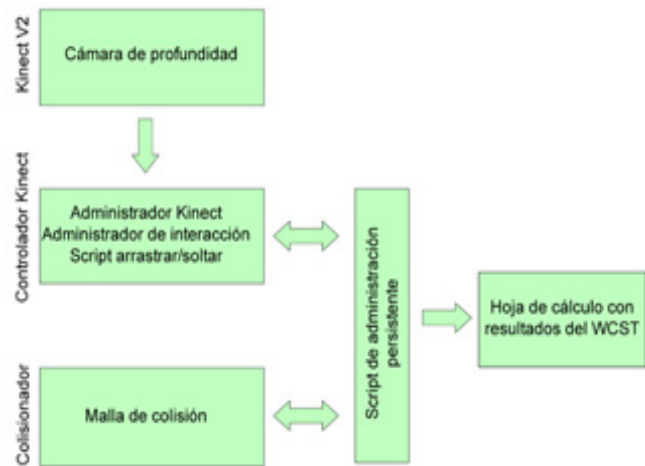 Kinect V2
Cámara de profundidad
Controlador Kinect
Administrador Kinect
Administrador de interacción
Script arrastrar/soltar
Script de administración
persistente
Hoja de cálculo con
resultados del WCST
Colisionador
Malla de colisión